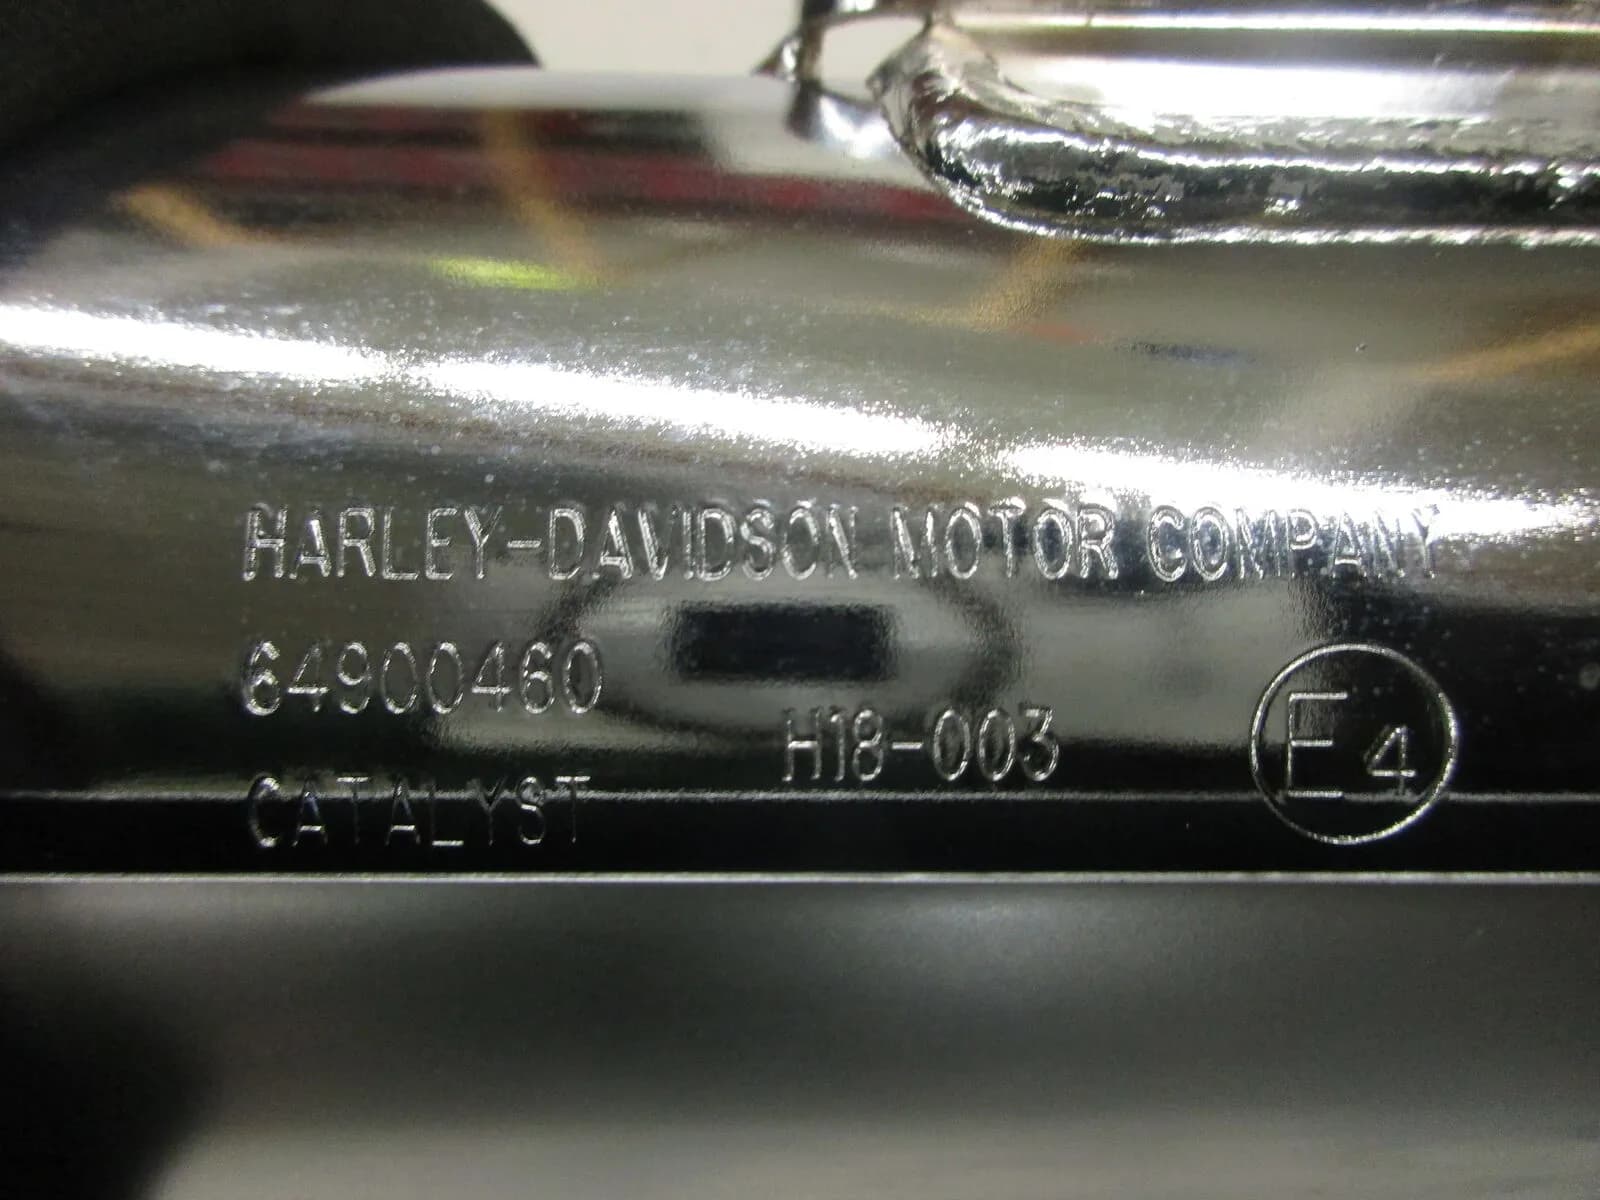 HARLEY-DAVIDSON MOTOR COMPANY
64900460
H18-003
E4
CATALYST